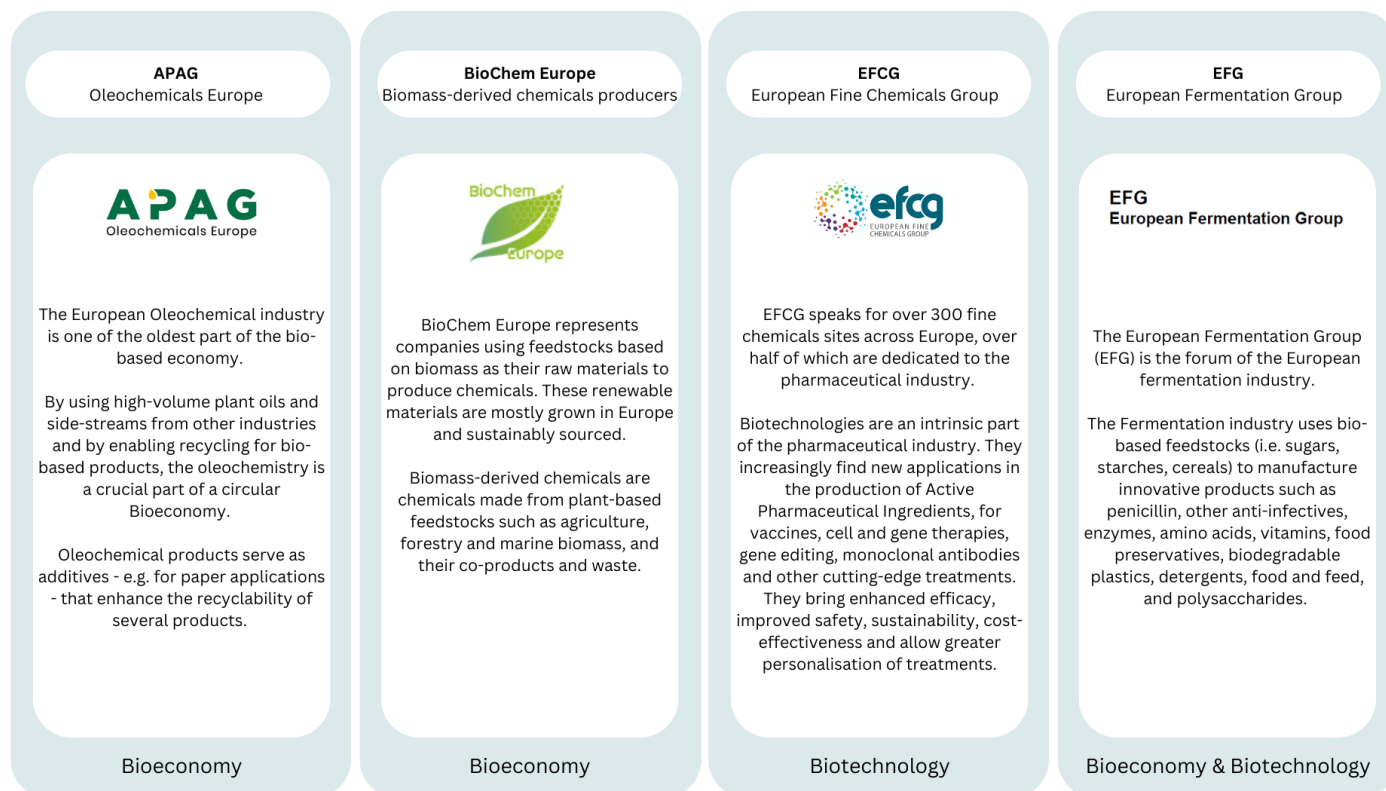 APAG
Oleochemicals Europe
APAG
Oleochemicals Europe
The European Oleochemical industry
is one of the oldest part of the bio-
based economy.
By using high-volume plant oils and
side-streams from other industries
and by enabling recycling for bio-
based products, the oleochemistry is
a crucial part of a circular
Bioeconomy.
Oleochemical products serve as
additives - e.g. for paper applications
- that enhance the recyclability of
several products.
Bioeconomy
BioChem Europe
Biomass-derived chemicals producers
BioChem
Europe
BioChem Europe represents
companies using feedstocks based
on biomass as their raw materials to
produce chemicals. These renewable
materials are mostly grown in Europe
and sustainably sourced.
Biomass-derived chemicals are
chemicals made from plant-based
feedstocks such as agriculture,
forestry and marine biomass, and
their co-products and waste.
Bioeconomy
EFCG
European Fine Chemicals Group
efcg
EUROPEAN FINE
CHEMICALS GROUP
EFCG speaks for over 300 fine
chemicals sites across Europe, over
half of which are dedicated to the
pharmaceutical industry.
Biotechnologies are an intrinsic part
of the pharmaceutical industry. They
increasingly find new applications in
the production of Active
Pharmaceutical Ingredients, for
vaccines, cell and gene therapies,
gene editing, monoclonal antibodies
and other cutting-edge treatments.
They bring enhanced efficacy,
improved safety, sustainability, cost-
effectiveness and allow greater
personalisation of treatments.
Biotechnology
EFG
European Fermentation Group
EFG
European Fermentation Group
The European Fermentation Group
(EFG) is the forum of the European
fermentation industry.
The Fermentation industry uses bio-
based feedstocks (i.e. sugars,
starches, cereals) to manufacture
innovative products such as
penicillin, other anti-infectives,
enzymes, amino acids, vitamins, food
preservatives, biodegradable
plastics, detergents, food and feed,
and polysaccharides.
Bioeconomy & Biotechnology